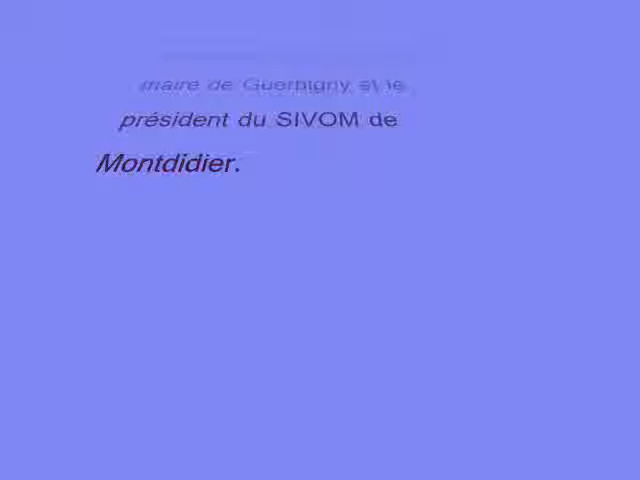 maire de Guerbigny et le
président du SIVOM de
Montdidier.